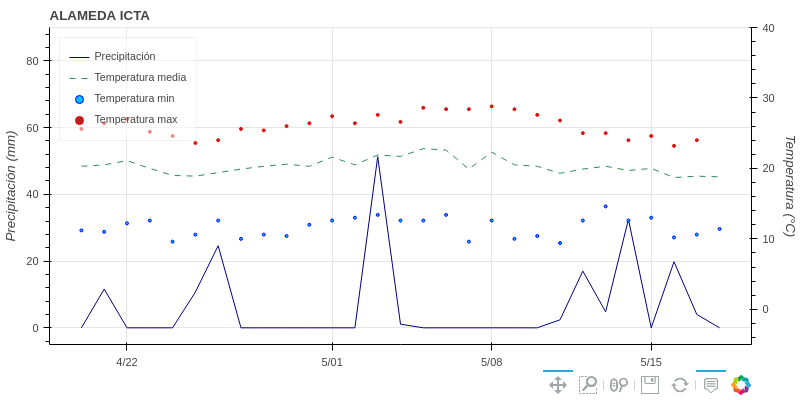 ALAMEDA ICTA
Precipitación
Temperatura media
Temperatura min
Temperatura max
Precipitación (mm)
80
60
40
20
0
Temperatura (°C)
40
30
20
10
0
4/22
5/01
5/08
5/15